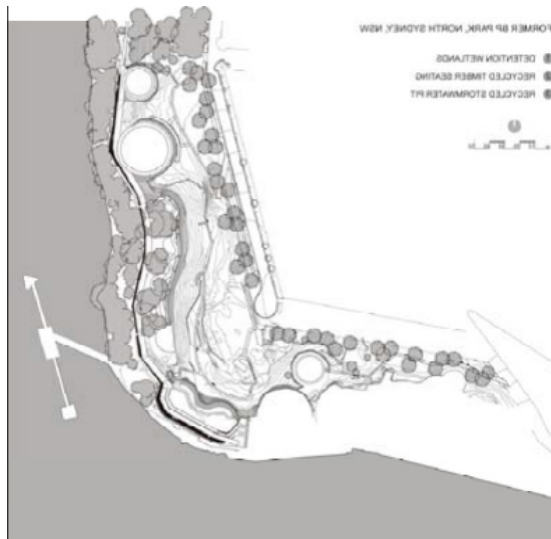 FORMER BP PARK, NORTH SYDNEY, NSW
DETENTION WETLANDS
RECYCLED TIMBER SEATING
RECYCLED STORMWATER PIT